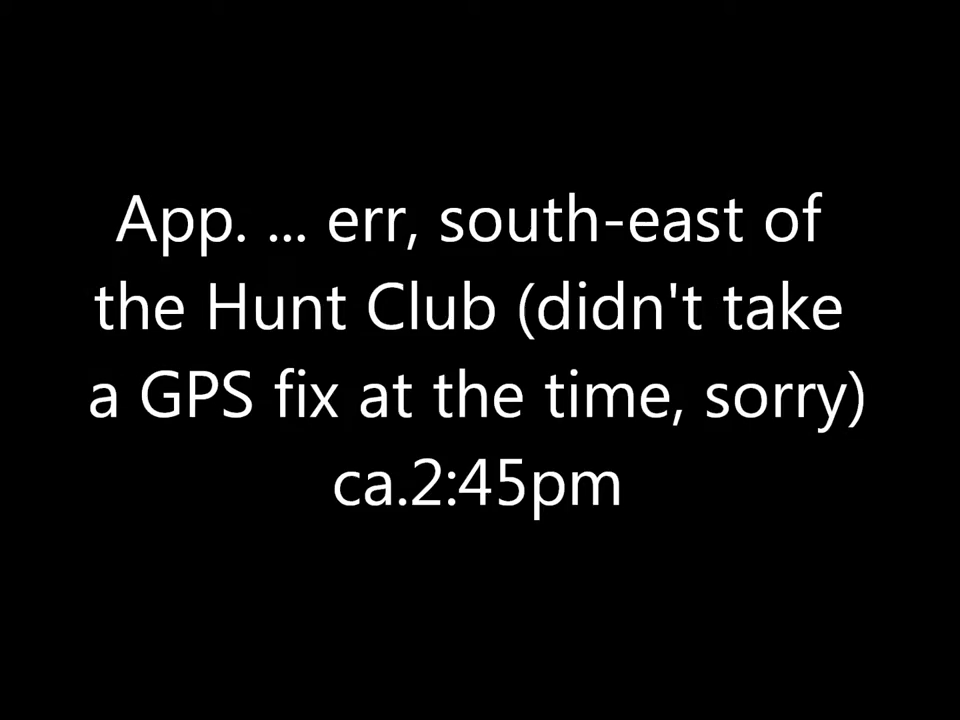 App. ... err, south-east of
the Hunt Club (didn't take
a GPS fix at the time, sorry)
ca.2:45pm